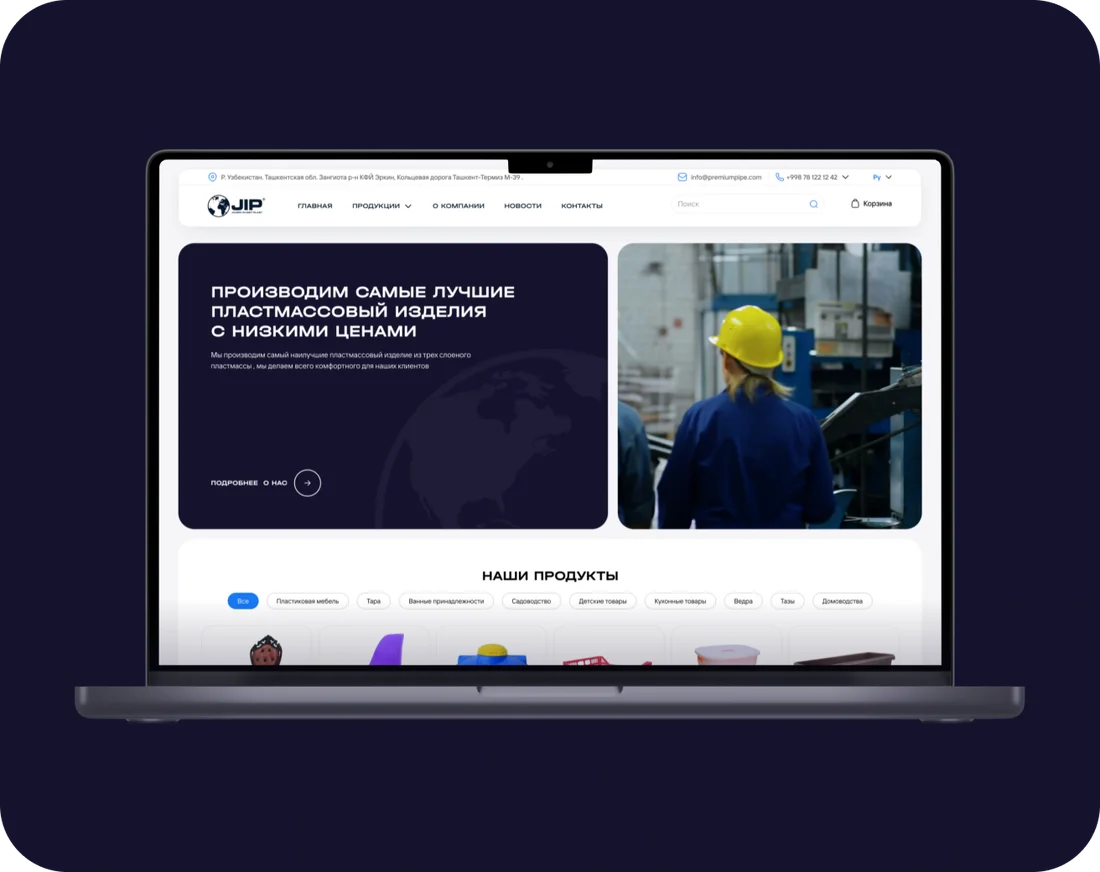 Р. Узбекистан. Ташкентская обл. Зангиота р-н КФЙ Эркин, Кольцевая дорога Ташкент-Термиз М-39 .
info@premiumpipe.com
+998 78 122 12 42
Ру
JIP
ГЛАВНАЯ
ПРОДУКЦИИ
О КОМПАНИИ
НОВОСТИ
КОНТАКТЫ
Поиск
Корзина
ПРОИЗВОДИМ САМЫЕ ЛУЧШИЕ
ПЛАСТМАССОВЫЙ ИЗДЕЛИЯ
С НИЗКИМИ ЦЕНАМИ
Мы производим самый наилучшие пластмассовый изделие из трех слоеного
пластмассы , мы делаем всего комфортного для наших клиентов
ПОДРОБНЕЕ О НАС
НАШИ ПРОДУКТЫ
Все
Пластиковая мебель
Тара
Ванные принадлежности
Садоводство
Детские товары
Кухонные товары
Ведра
Тазы
Домоводства